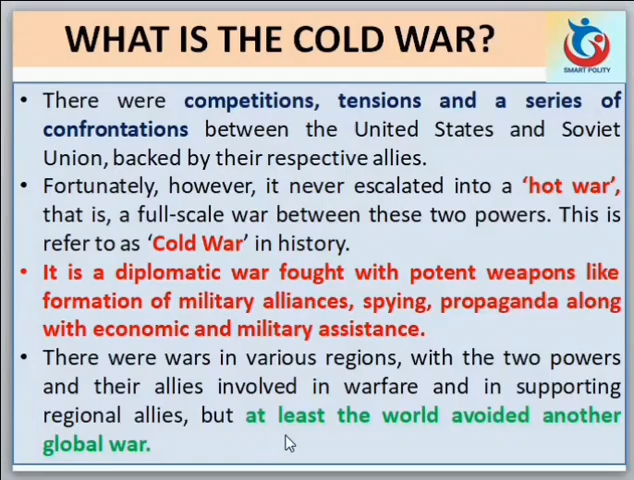 WHAT IS THE COLD WAR?
SMART POLITY
• There were competitions, tensions and a series of
confrontations between the United States and Soviet
Union, backed by their respective allies.
• Fortunately, however, it never escalated into a ‘hot war’,
that is, a full-scale war between these two powers. This is
refer to as ‘Cold War’ in history.
• It is a diplomatic war fought with potent weapons like
formation of military alliances, spying, propaganda along
with economic and military assistance.
• There were wars in various regions, with the two powers
and their allies involved in warfare and in supporting
regional allies, but at least the world avoided another
global war.